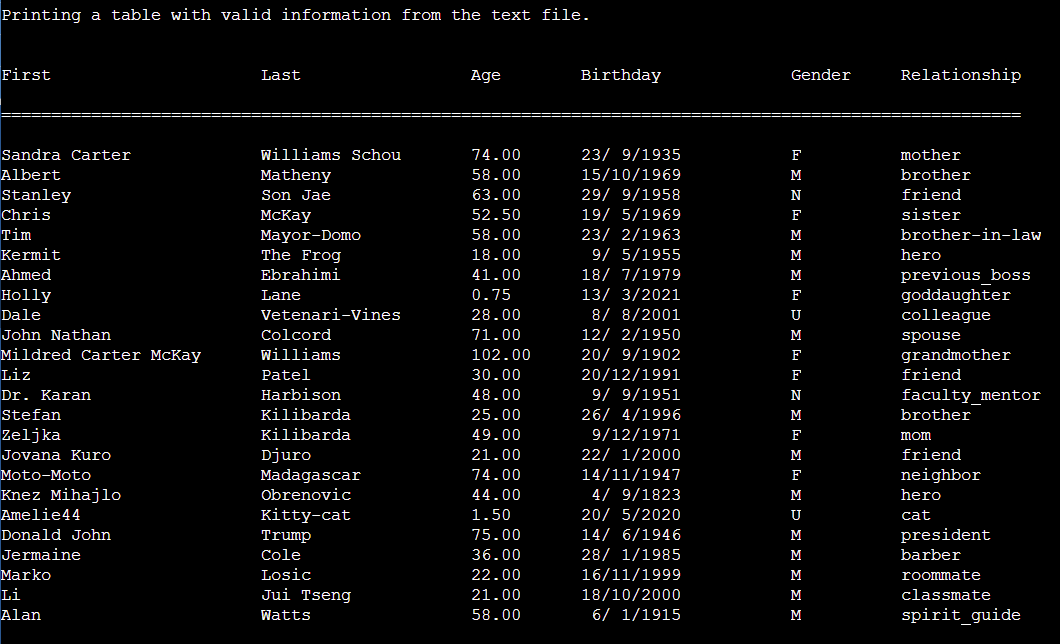 Printing a table with valid information from the text file.
First Last Age Birthday Gender Relationship
======================================================================================================
Sandra Carter Williams Schou 74.00 23/ 9/1935 F mother
Albert Matheny 58.00 15/10/1969 M brother
Stanley Son Jae 63.00 29/ 9/1958 N friend
Chris McKay 52.50 19/ 5/1969 F sister
Tim Mayor-Domo 58.00 23/ 2/1963 M brother-in-law
Kermit The Frog 18.00 9/ 5/1955 M hero
Ahmed Ebrahimi 41.00 18/ 7/1979 M previous_boss
Holly Lane 0.75 13/ 3/2021 F goddaughter
Dale Vetenari-Vines 28.00 8/ 8/2001 U colleague
John Nathan Colcord 71.00 12/ 2/1950 M spouse
Mildred Carter McKay Williams 102.00 20/ 9/1902 F grandmother
Liz Patel 30.00 20/12/1991 F friend
Dr. Karan Harbison 48.00 9/ 9/1951 N faculty_mentor
Stefan Kilibarda 25.00 26/ 4/1996 M brother
Zeljka Kilibarda 49.00 9/12/1971 F mom
Jovana Kuro Djuro 21.00 22/ 1/2000 M friend
Moto-Moto Madagascar 74.00 14/11/1947 F neighbor
Knez Mihajlo Obrenovic 44.00 4/ 9/1823 M hero
Amelie44 Kitty-cat 1.50 20/ 5/2020 U cat
Donald John Trump 75.00 14/ 6/1946 M president
Jermaine Cole 36.00 28/ 1/1985 M barber
Marko Losic 22.00 16/11/1999 M roommate
Li Jui Tseng 21.00 18/10/2000 M classmate
Alan Watts 58.00 6/ 1/1915 M spirit_guide